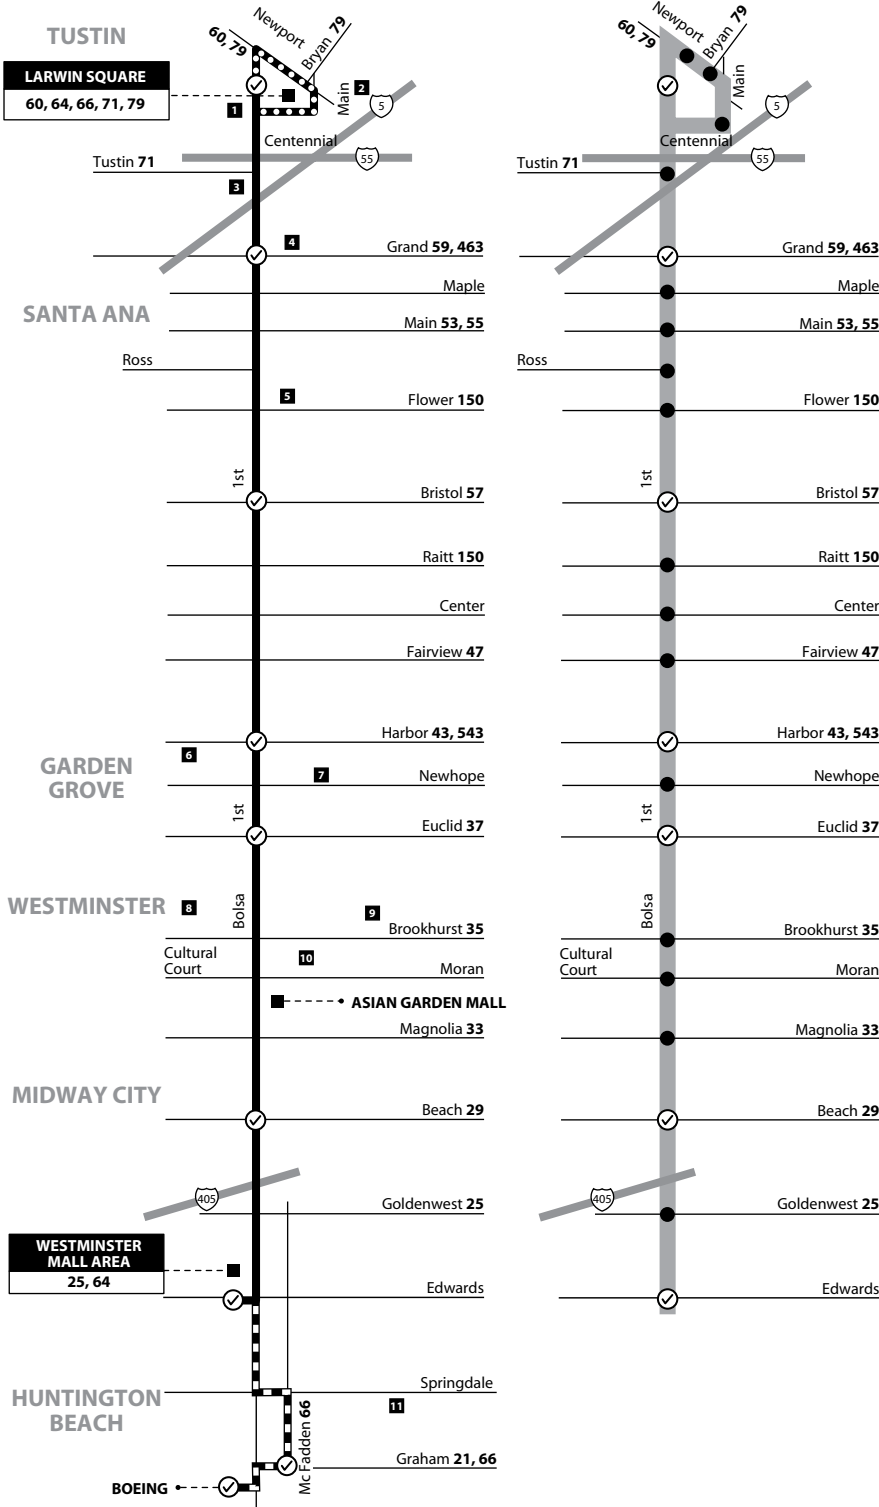 TUSTIN
Newport
60, 79
Bryan 79
LARWIN SQUARE
60, 64, 66, 71, 79
Main
2
5
1
Centennial
55
Tustin 71
3
4
Grand 59, 463
Maple
SANTA ANA
Main 53, 55
Ross
5
Flower 150
1st
Bristol 57
Raitt 150
Center
Fairview 47
Harbor 43, 543
6
GARDEN
GROVE
7
Newhope
1st
Euclid 37
WESTMINSTER
8
Bolsa
9
Brookhurst 35
Cultural
Court
10
Moran
ASIAN GARDEN MALL
Magnolia 33
MIDWAY CITY
Beach 29
405
Goldenwest 25
WESTMINSTER
MALL AREA
25, 64
Edwards
Springdale
HUNTINGTON
BEACH
11
Mc Fadden 66
Graham 21, 66
BOEING
Newport
60, 79
Bryan 79
Main
5
Centennial
55
Tustin 71
Grand 59, 463
Maple
Main 53, 55
Ross
Flower 150
1st
Bristol 57
Raitt 150
Center
Fairview 47
Harbor 43, 543
Newhope
1st
Euclid 37
Bolsa
Brookhurst 35
Cultural
Court
Moran
Magnolia 33
Beach 29
405
Goldenwest 25
Edwards